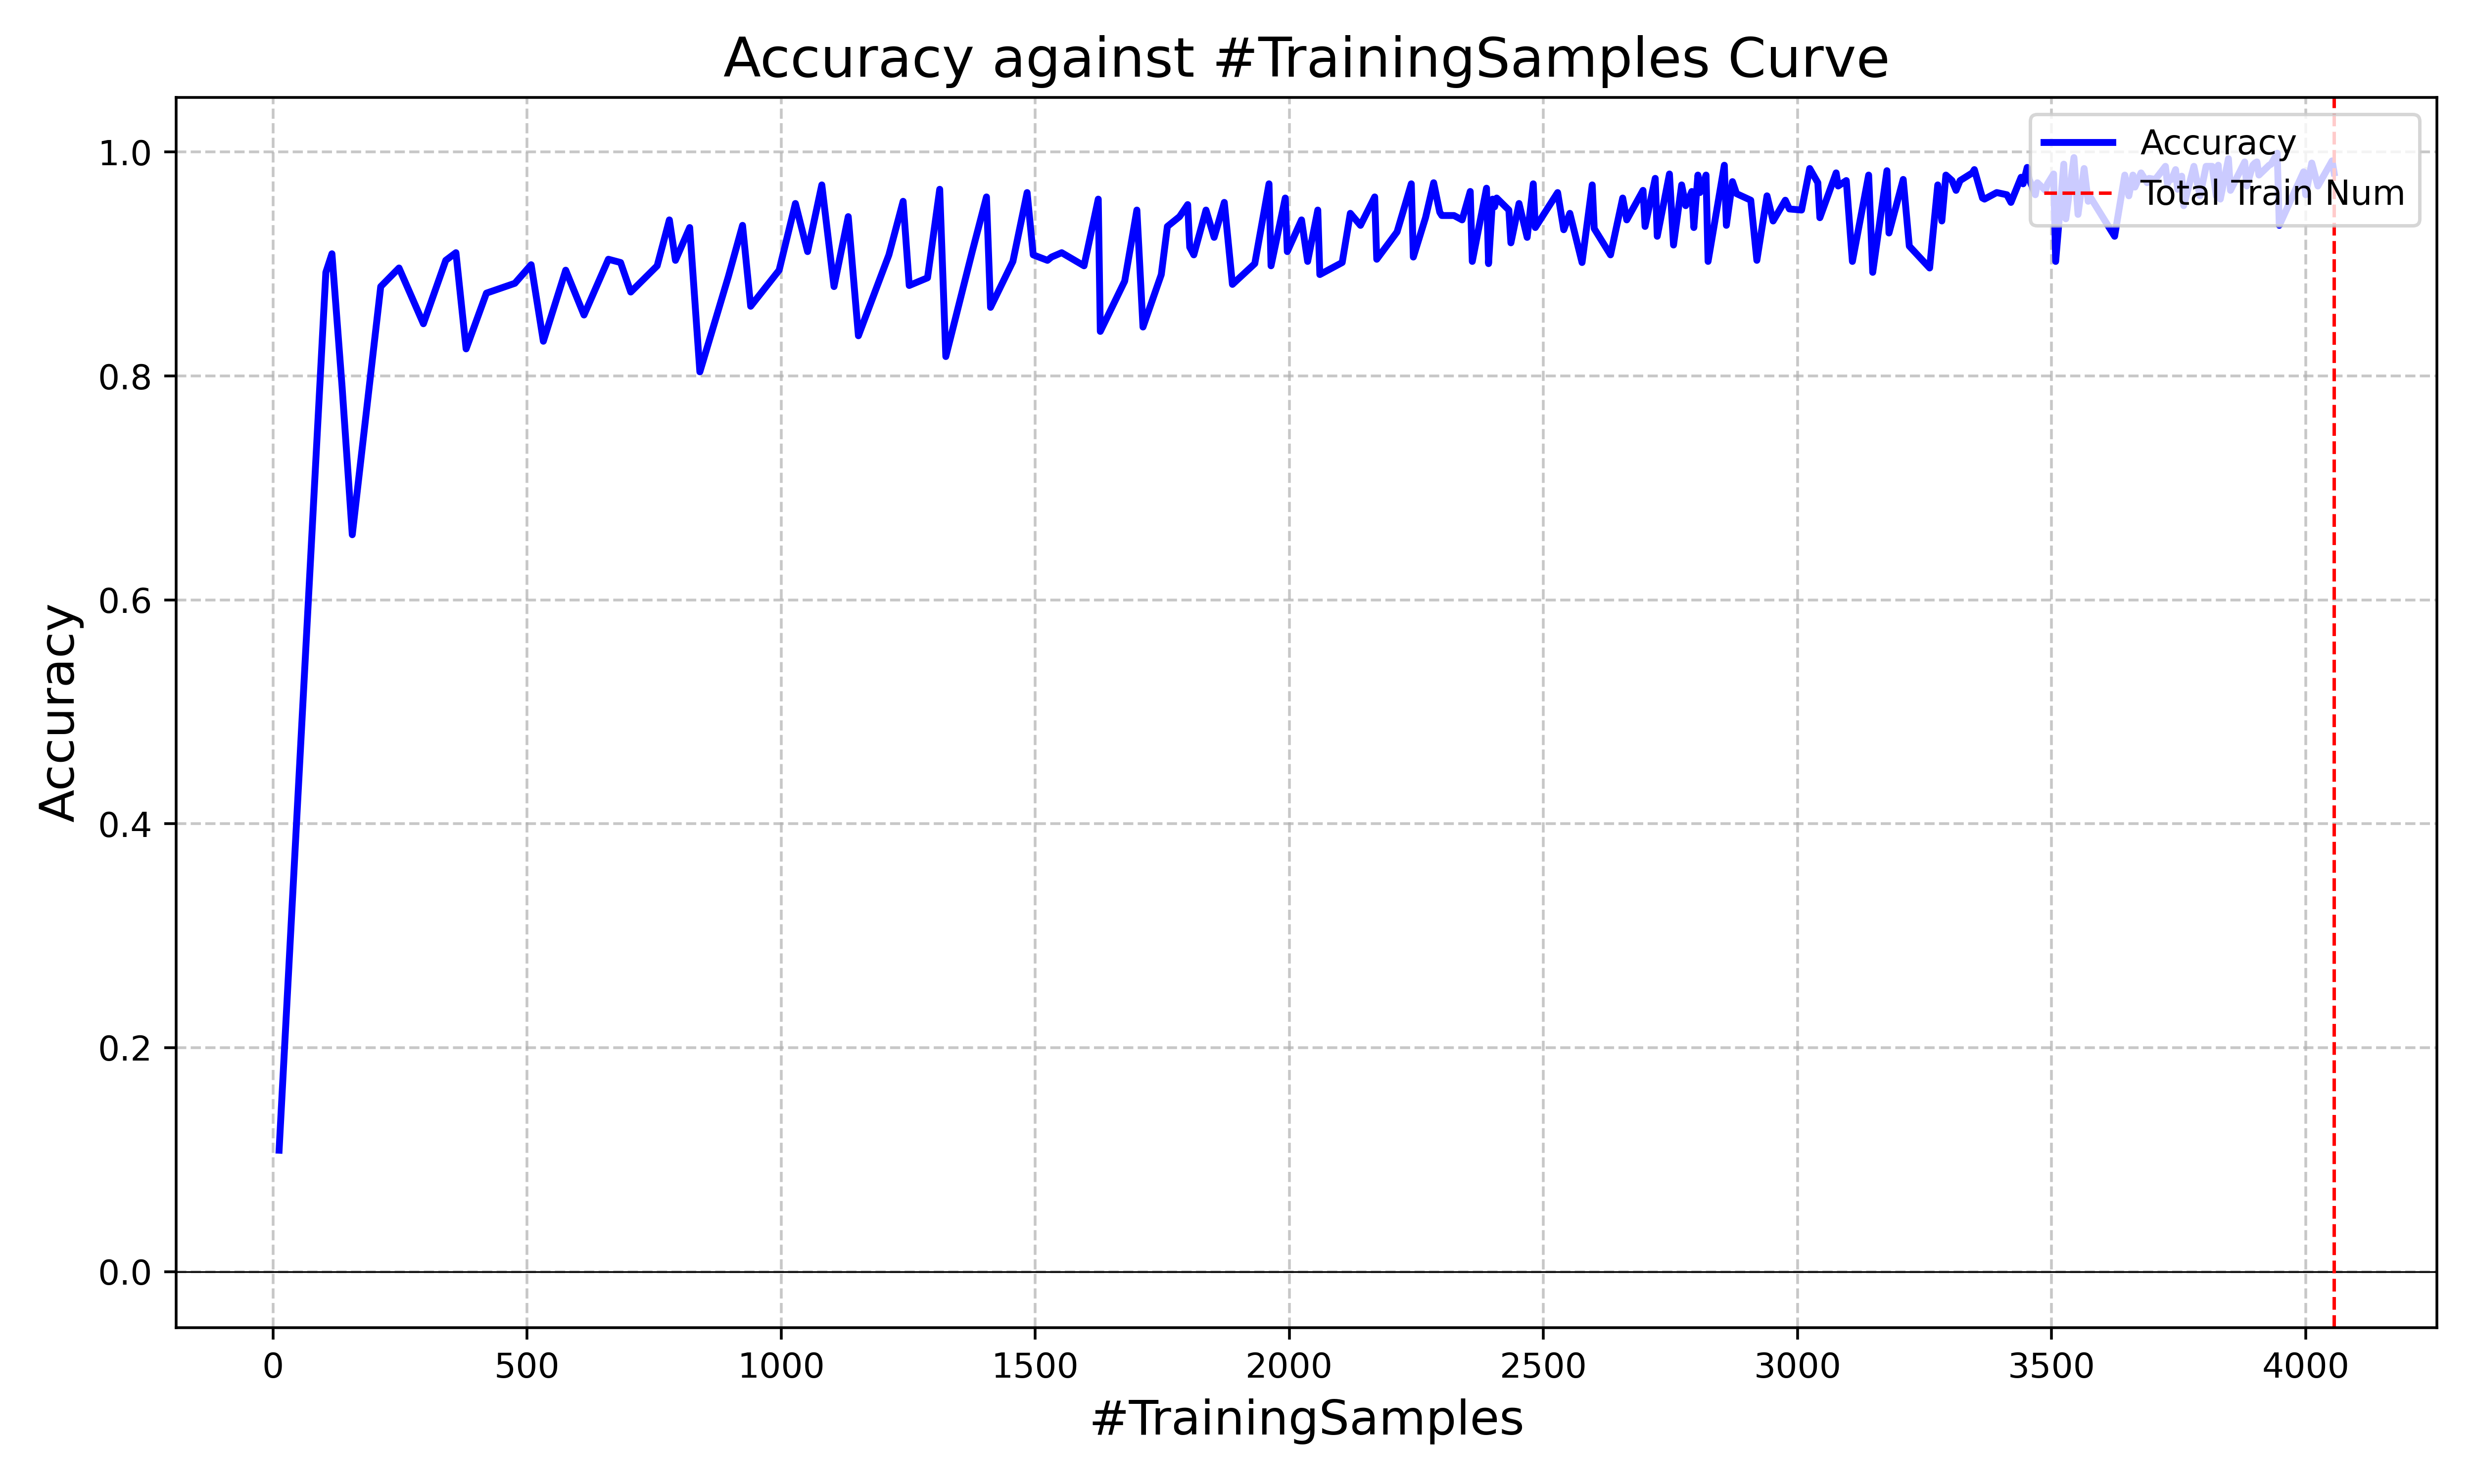 Accuracy against #TrainingSamples Curve
Accuracy
Total Train Num
1.0
0.8
0.6
0.4
0.2
0.0
Accuracy
0 500 1000 1500 2000 2500 3000 3500 4000
#TrainingSamples